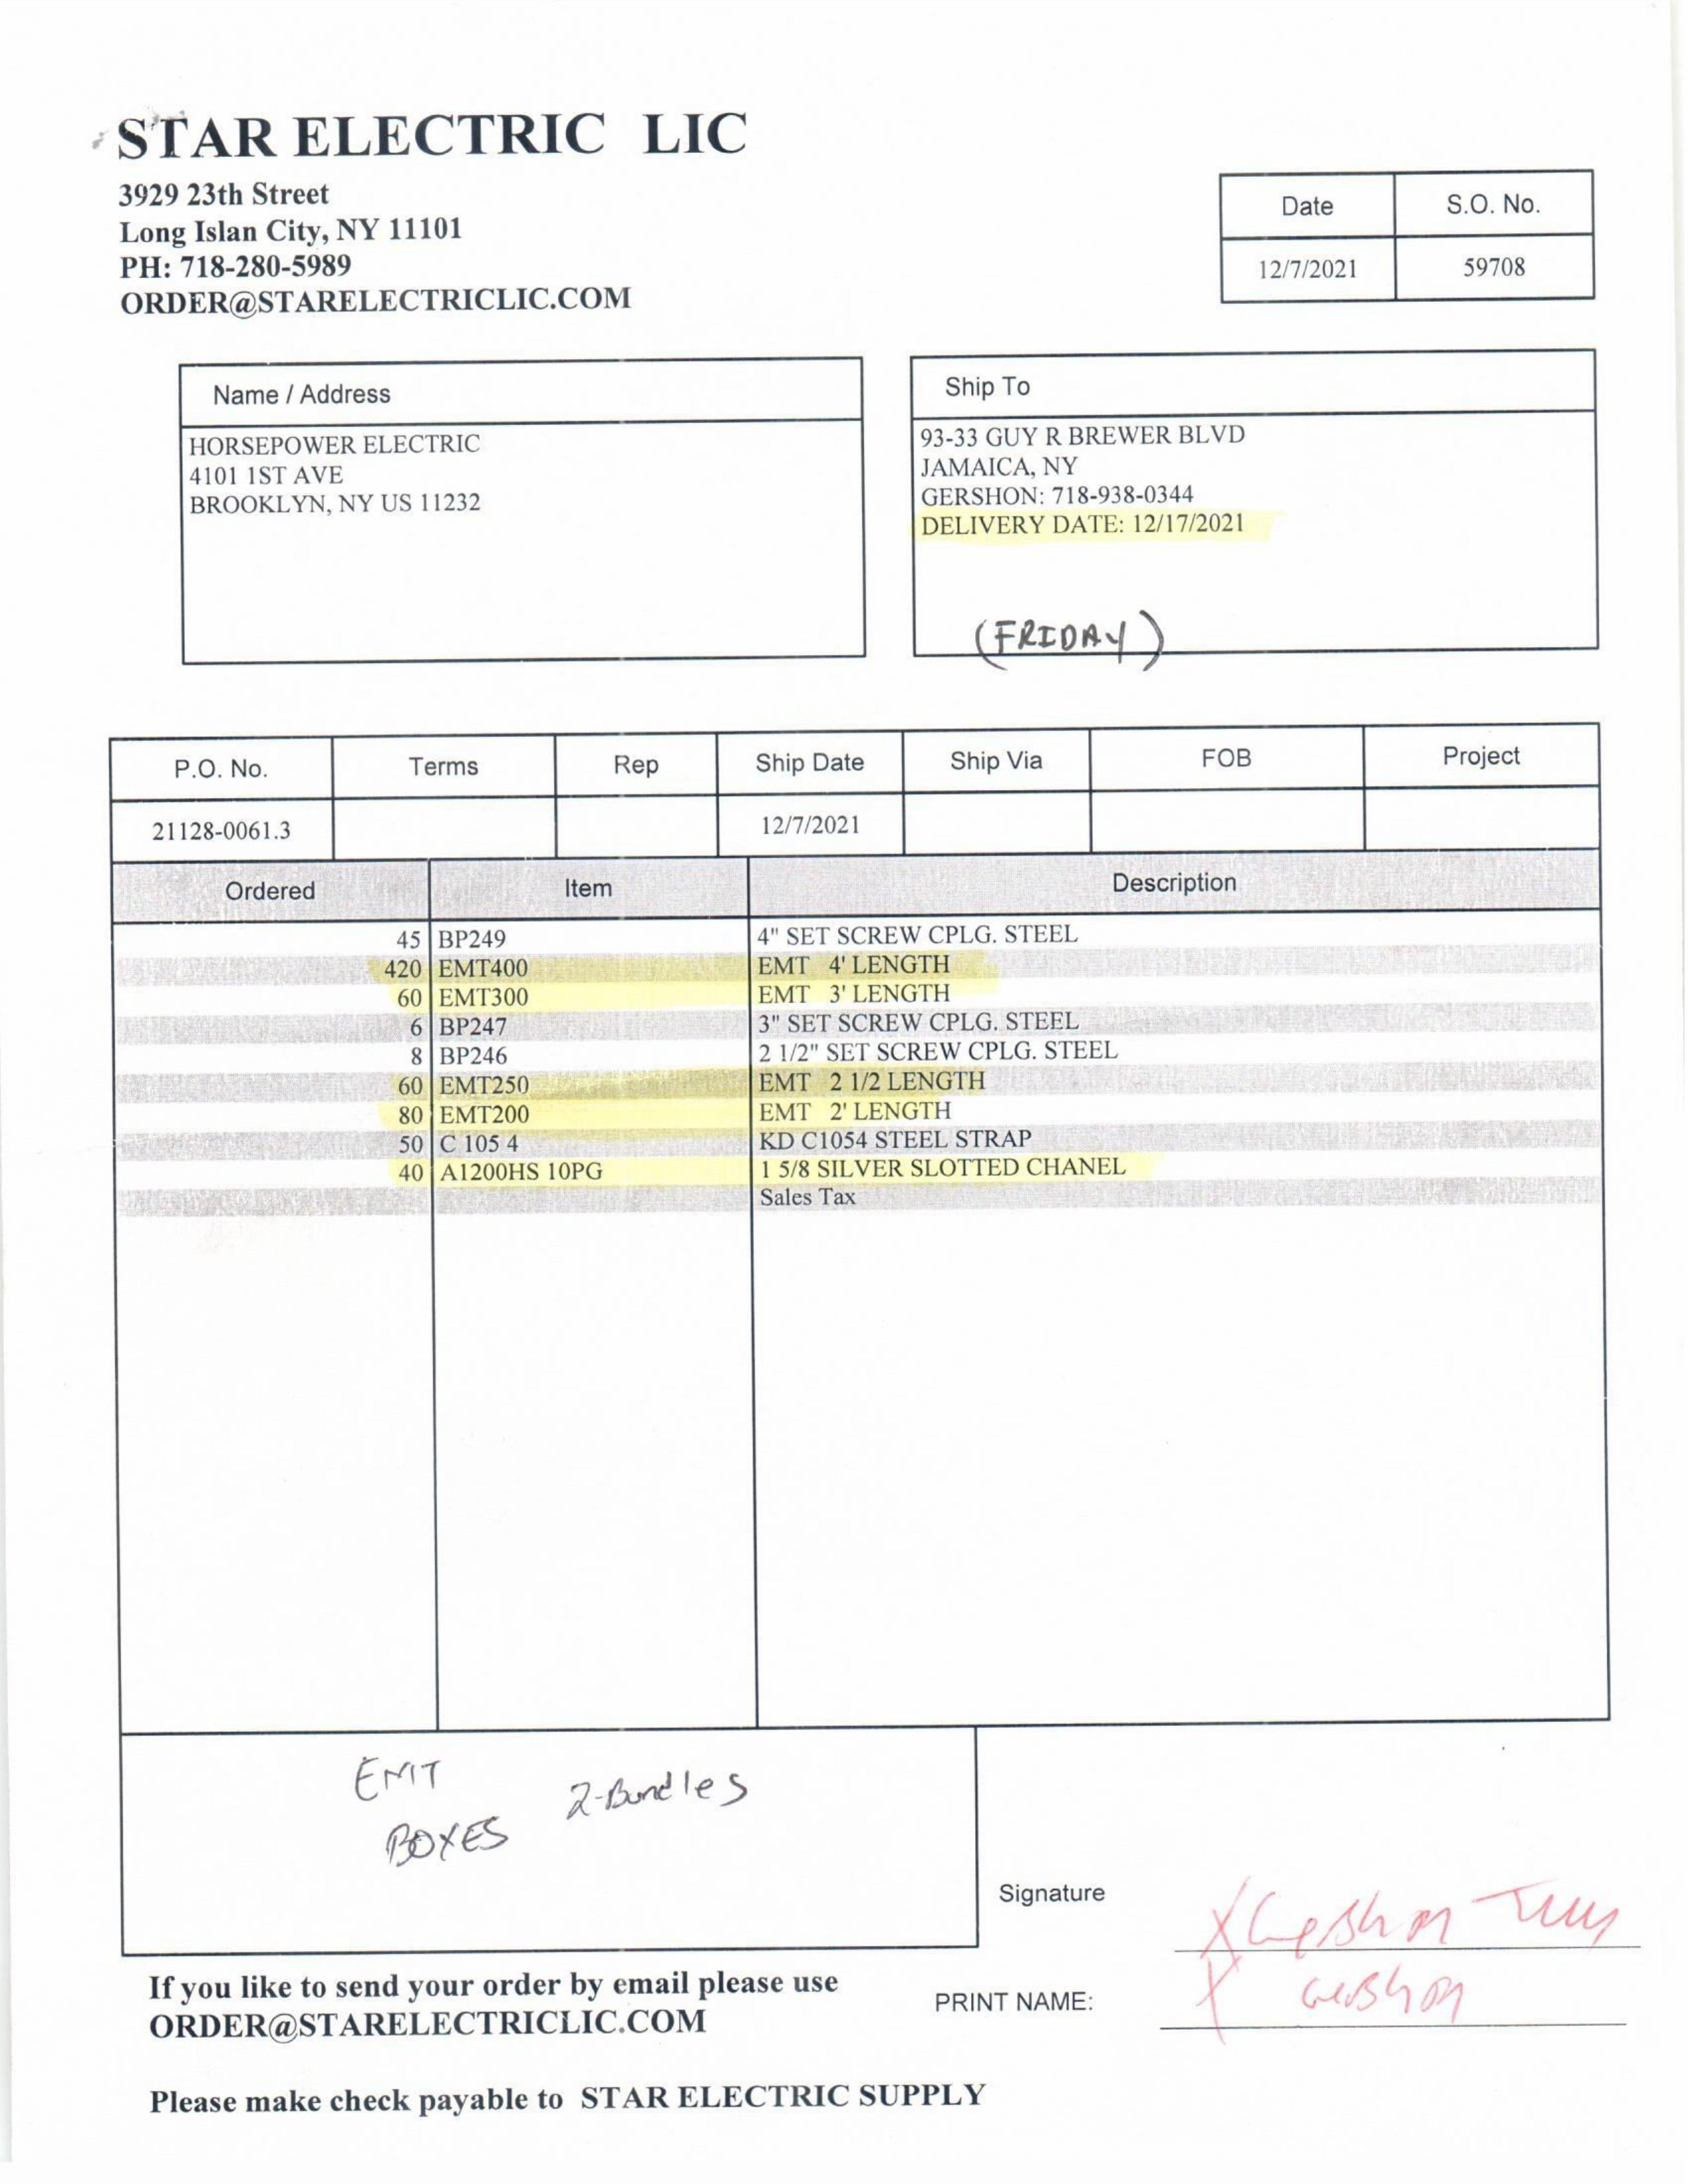 STAR ELECTRIC LIC
3929 23th Street
Long Islan City, NY 11101
PH: 718-280-5989
ORDER@STARELECTRICLIC.COM
Date S.O. No.
12/7/2021 59708
Name / Address
HORSEPOWER ELECTRIC
4101 1ST AVE
BROOKLYN, NY US 11232
Ship To
93-33 GUY R BREWER BLVD
JAMAICA, NY
GERSHON: 718-938-0344
DELIVERY DATE: 12/17/2021
(FRIDAY)
P.O. No. Terms Rep Ship Date Ship Via FOB Project
21128-0061.3 12/7/2021
Ordered Item Description
45 BP249 4" SET SCREW CPLG. STEEL
420 EMT400 EMT 4' LENGTH
60 EMT300 EMT 3' LENGTH
6 BP247 3" SET SCREW CPLG. STEEL
8 BP246 2 1/2" SET SCREW CPLG. STEEL
60 EMT250 EMT 2 1/2 LENGTH
80 EMT200 EMT 2' LENGTH
50 C 105 4 KD C1054 STEEL STRAP
40 A1200HS 10PG 1 5/8 SILVER SLOTTED CHANEL
Sales Tax
EMT
2-Bundles
BOXES
Signature X Gershon
PRINT NAME: X Gershon
If you like to send your order by email please use
ORDER@STARELECTRICLIC.COM
Please make check payable to STAR ELECTRIC SUPPLY